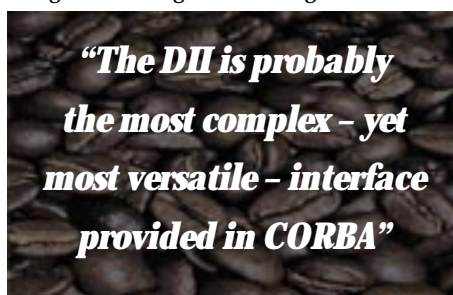 “The DII is probably
the most complex – yet
most versatile – interface
provided in CORBA”